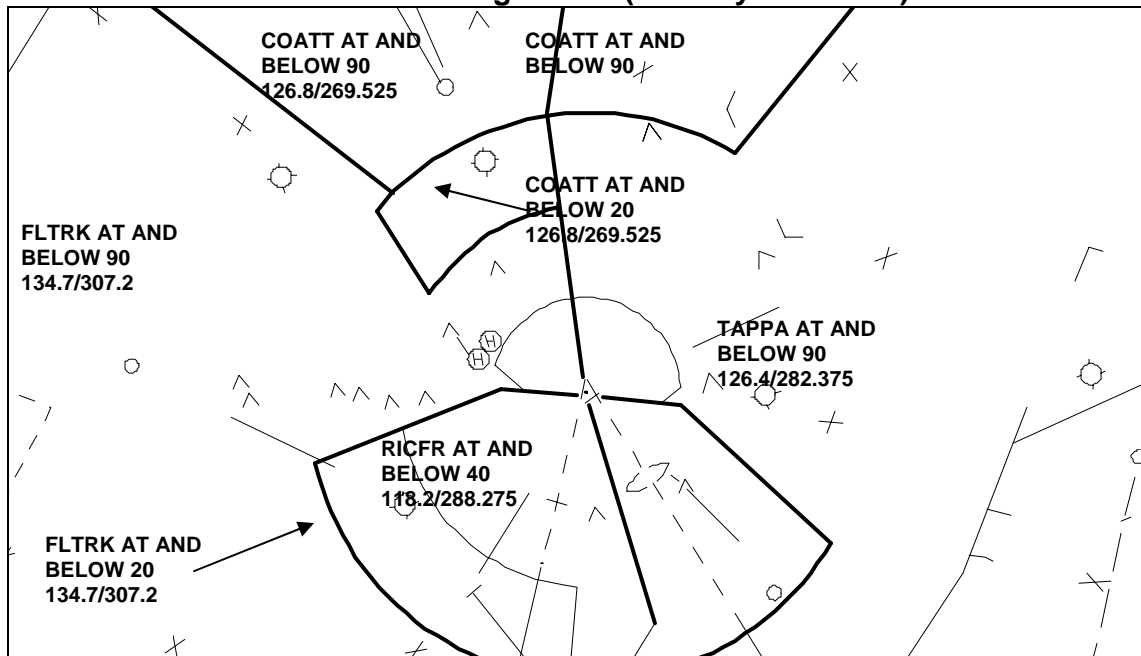 COATT AT AND
BELOW 90
126.8/269.525
COATT AT AND
BELOW 90
COATT AT AND
BELOW 20
126.8/269.525
FLTRK AT AND
BELOW 90
134.7/307.2
TAPPA AT AND
BELOW 90
126.4/282.375
H
H
RICFR AT AND
BELOW 40
118.2/288.275
FLTRK AT AND
BELOW 20
134.7/307.2